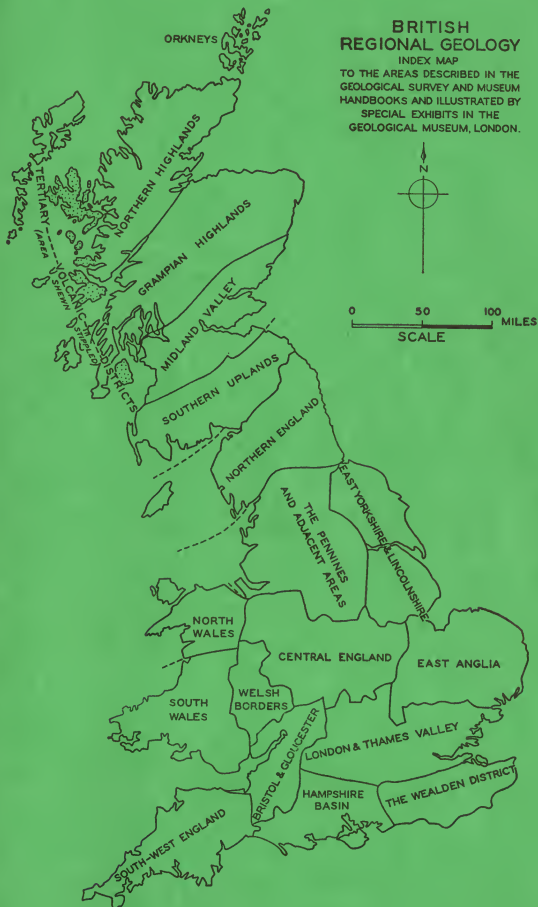 BRITISH
REGIONAL GEOLOGY
INDEX MAP
TO THE AREAS DESCRIBED IN THE
GEOLOGICAL SURVEY AND MUSEUM
HANDBOOKS AND ILLUSTRATED BY
SPECIAL EXHIBITS IN THE
GEOLOGICAL MUSEUM, LONDON.
N
0 50 100 MILES
SCALE
ORKNEYS
NORTHERN HIGHLANDS
TERTIARY VOLCANIC DISTRICTS
(AREA SHEWN STIPPLED)
GRAMPIAN HIGHLANDS
MIDLAND VALLEY
SOUTHERN UPLANDS
NORTHERN ENGLAND
EAST YORKSHIRE & LINCOLNSHIRE
THE PENNINES
AND ADJACENT AREAS
NORTH
WALES
CENTRAL ENGLAND
EAST ANGLIA
WELSH
BORDERS
SOUTH
WALES
BRISTOL & GLOUCESTER
LONDON & THAMES VALLEY
HAMPSHIRE
BASIN
THE WEALDEN DISTRICT
SOUTH-WEST ENGLAND